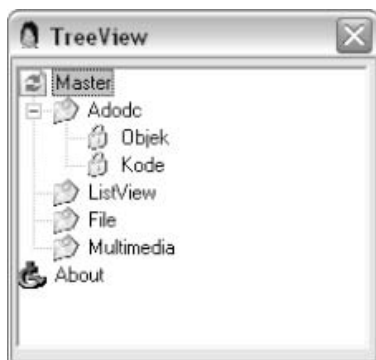 TreeView
Master
Adodc
Objek
Kode
ListView
File
Multimedia
About